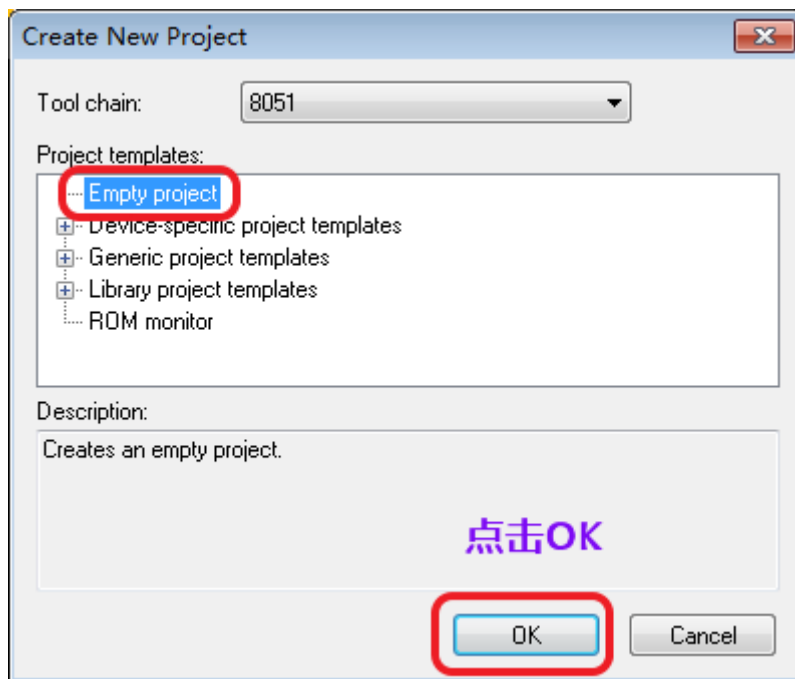 Create New Project
Tool chain: 8051
Project templates:
Empty project
Device-specific project templates
Generic project templates
Library project templates
ROM monitor
Description:
Creates an empty project.
点击OK
OK Cancel